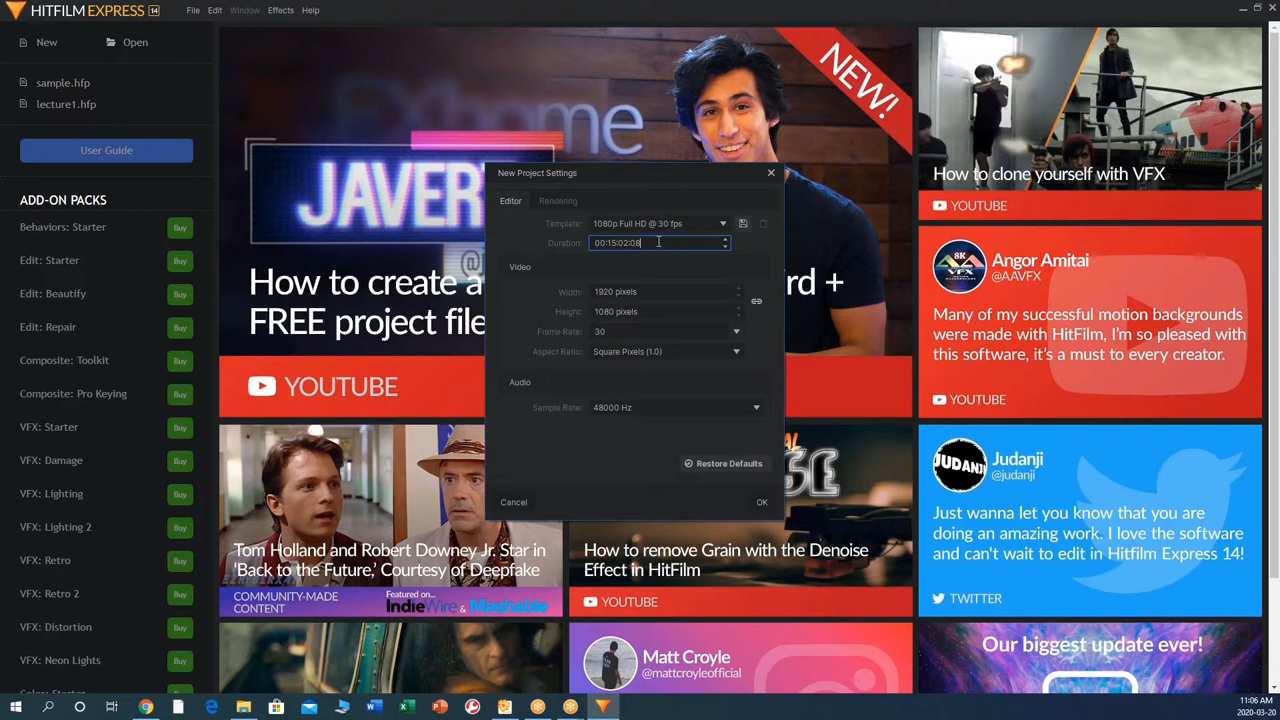 HITFILM EXPRESS 14
File Edit Window Effects Help
New Open
sample.hfp
lecture1.hfp
User Guide
ADD-ON PACKS
Behaviors: Starter Buy
Edit: Starter Buy
Edit: Beautify Buy
Edit: Repair Buy
Composite: Toolkit Buy
Composite: Pro Keying Buy
VFX: Starter Buy
VFX: Damage Buy
VFX: Lighting Buy
VFX: Lighting 2 Buy
VFX: Retro Buy
VFX: Retro 2 Buy
VFX: Distortion Buy
VFX: Neon Lights Buy
Color: Starter
home
NEW!
JAVER
How to create a
rd +
FREE project file
YOUTUBE
New Project Settings
Editor Rendering
Template: 1080p Full HD @ 30 fps
Duration: 00:15:02:08
Video
Width: 1920 pixels
Height: 1080 pixels
Frame Rate: 30
Aspect Ratio: Square Pixels (1.0)
Audio
Sample Rate: 48000 Hz
Restore Defaults
Cancel OK
How to clone yourself with VFX
YOUTUBE
8K
VFX
Angor Amitai
@AAVFX
Many of my successful motion backgrounds
were made with HitFilm, I'm so pleased with
this software, it's a must to every creator.
YOUTUBE
Tom Holland and Robert Downey Jr. Star in
'Back to the Future,' Courtesy of Deepfake
COMMUNITY-MADE
CONTENT
Featured on...
IndieWire & Mashable
How to remove Grain with the Denoise
Effect in HitFilm
YOUTUBE
JUDANJI
Judanji
@judanji
Just wanna let you know that you are
doing an amazing work. I love the software
and can't wait to edit in Hitfilm Express 14!
TWITTER
Matt Croyle
@mattcroyleofficial
Our biggest update ever!
11:06 AM
2020-03-20